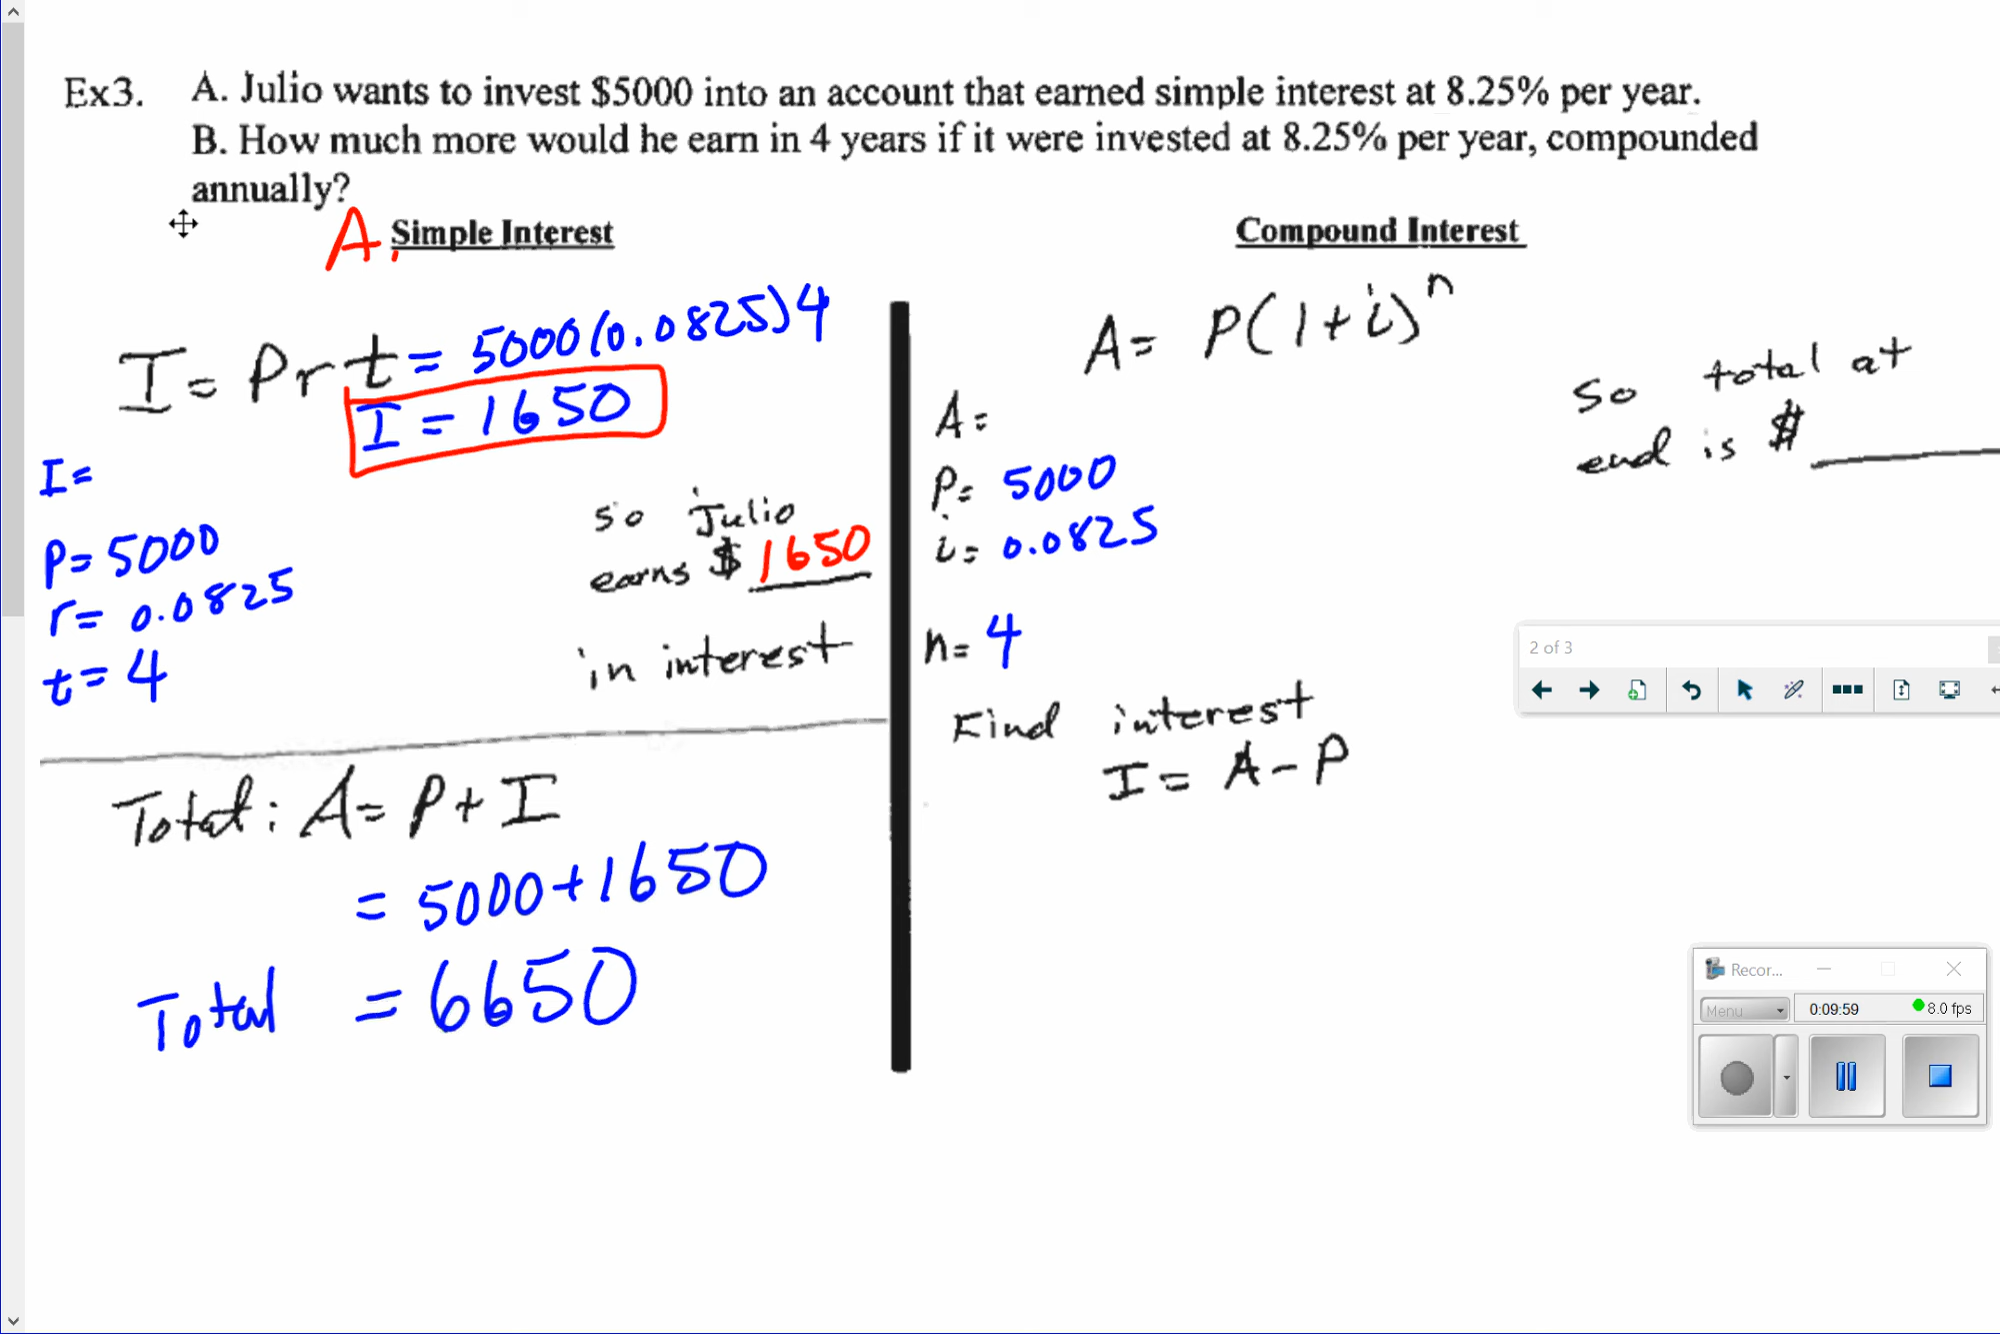 Ex3. A. Julio wants to invest $5000 into an account that earned simple interest at 8.25% per year.
B. How much more would he earn in 4 years if it were invested at 8.25% per year, compounded
annually?
A. Simple Interest
I = Prt = 5000(0.0825)4
I = 1650
I =
P = 5000
r = 0.0825
t = 4
so Julio
earns $ 1650
in interest
Total: A = P + I
= 5000 + 1650
Total = 6650
Compound Interest
A = P(1+i)^n
A =
P = 5000
i = 0.0825
n = 4
Find interest
I = A - P
So total at
end is $ ____
2 of 3
Recor...
Menu
0:09:59
8.0 fps